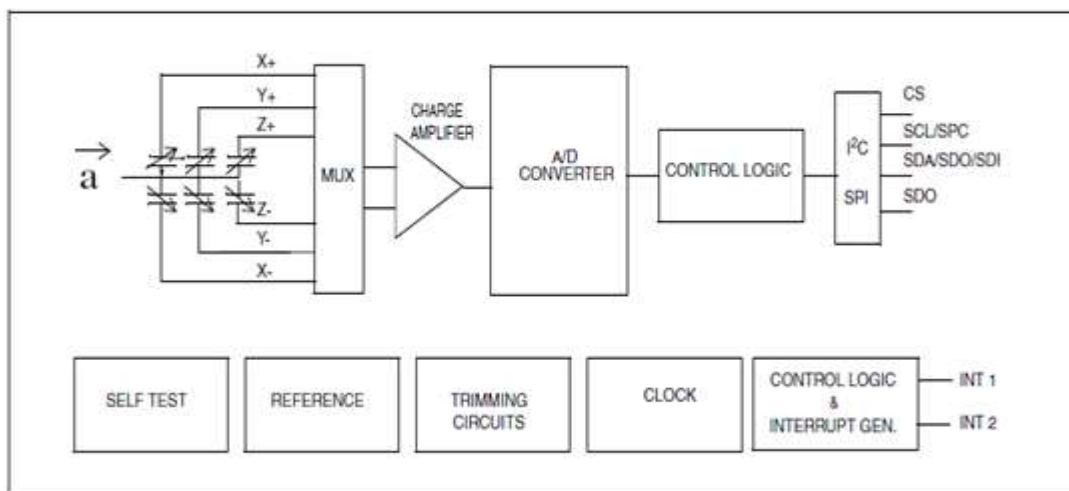 X+
Y+
Z+
a
Z-
Y-
X-
MUX
CHARGE
AMPLIFIER
A/D
CONVERTER
CONTROL LOGIC
I²C
SPI
CS
SCL/SPC
SDA/SDO/SDI
SDO
SELF TEST
REFERENCE
TRIMMING
CIRCUITS
CLOCK
CONTROL LOGIC
&
INTERRUPT GEN.
INT 1
INT 2